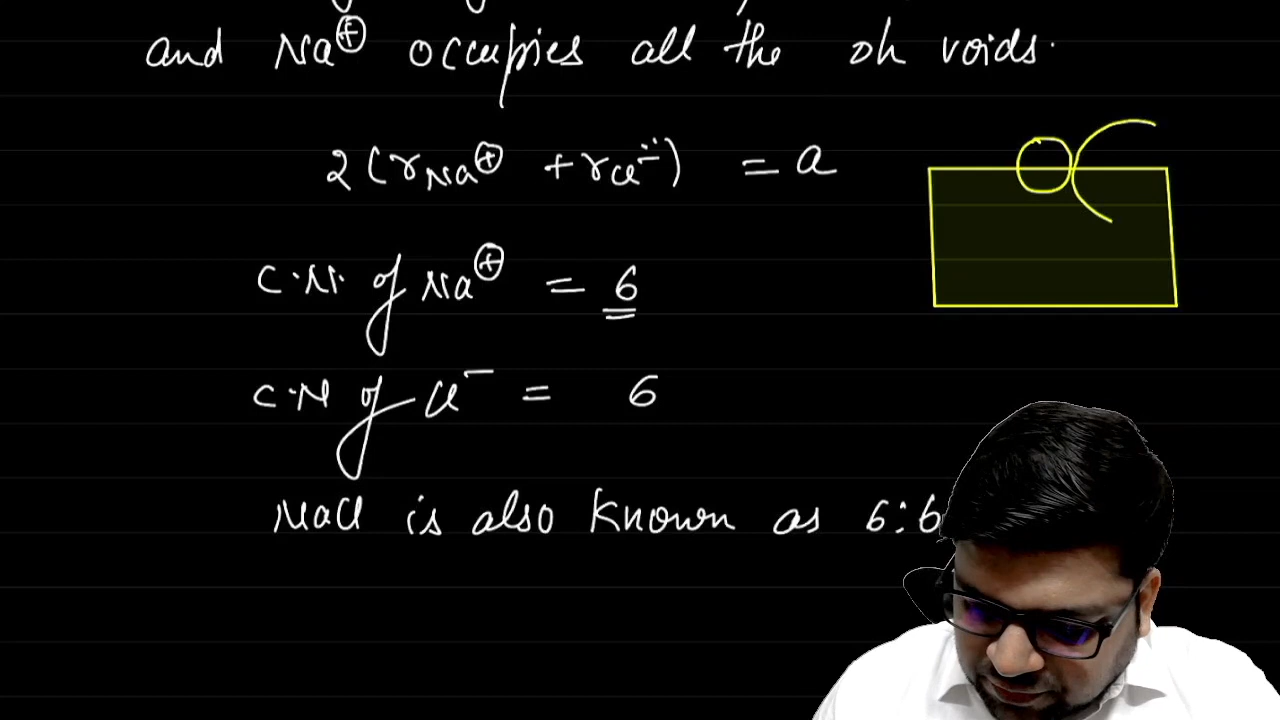 and Na⊕ occupies all the oh voids.
2(rNa⊕ + rCl⁻) = a
C.N. of Na⊕ = 6
C.N of Cl⁻ = 6
NaCl is also known as 6:6